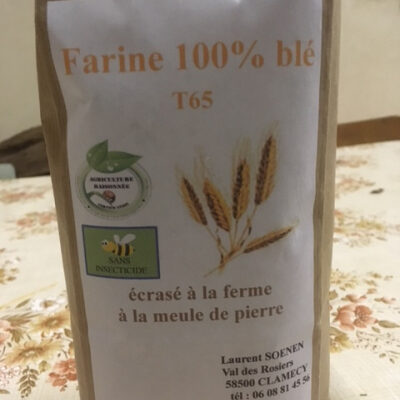 Farine 100% blé
T65
AGRICULTURE
RAISONNÉE
SANS
INSECTICIDE
écrasé à la ferme
à la meule de pierre
Laurent SOENEN
Val des Rosiers
58500 CLAMECY
tél : 06 08 81 45 56